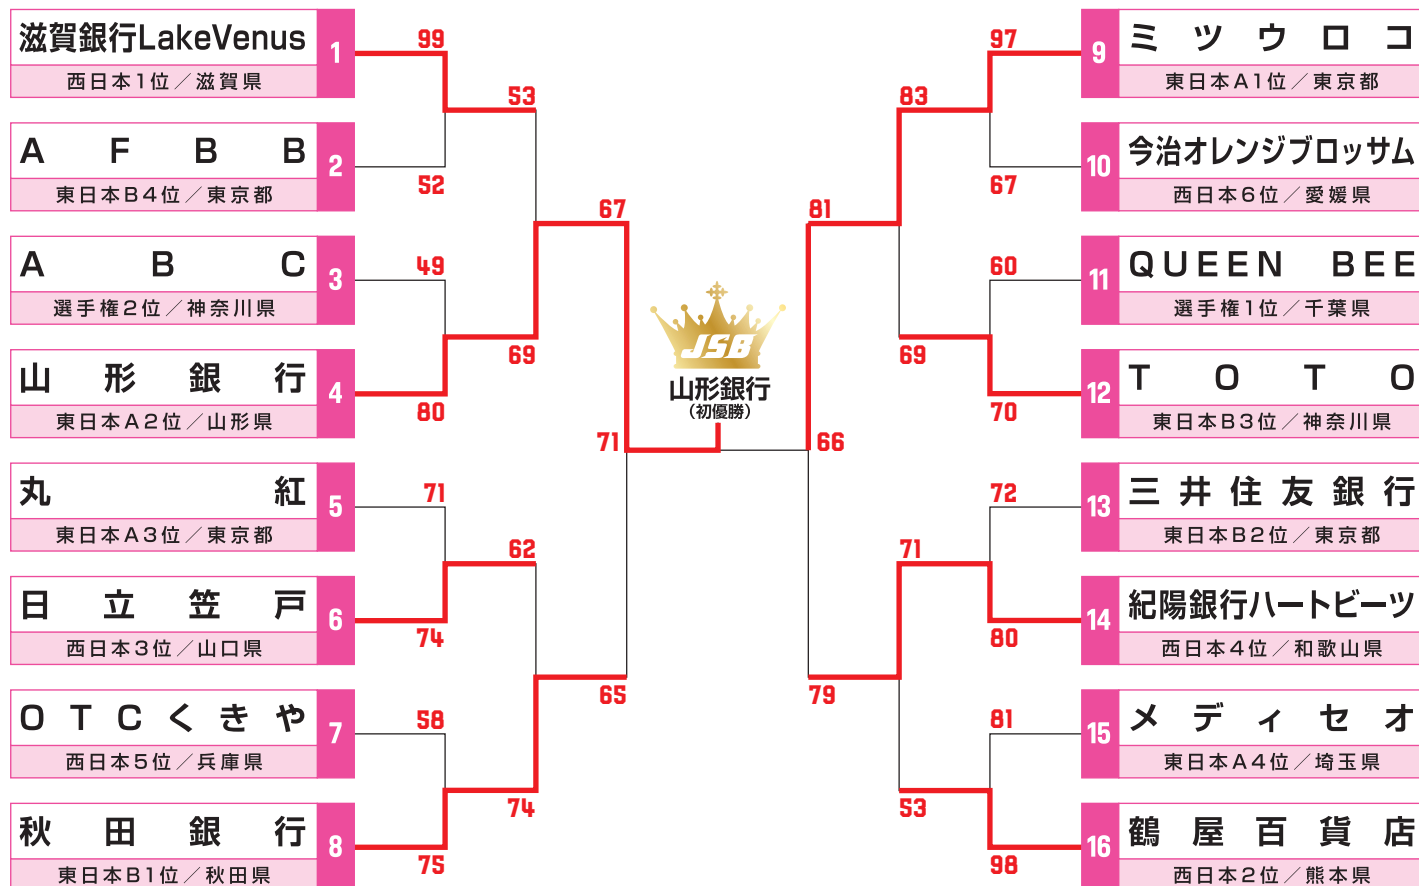 滋賀銀行LakeVenus
1
西日本1位／滋賀県
AFBB
2
東日本B4位／東京都
ABC
3
選手権2位／神奈川県
山形銀行
4
東日本A2位／山形県
丸紅
5
東日本A3位／東京都
日立笠戸
6
西日本3位／山口県
OTCくきや
7
西日本5位／兵庫県
秋田銀行
8
東日本B1位／秋田県
99
52
49
80
71
74
58
75
53
69
62
74
67
65
71
JSB
山形銀行
（初優勝）
66
81
79
83
69
71
53
97
67
60
70
72
80
81
98
9
ミツウロコ
東日本A1位／東京都
10
今治オレンジブロッサム
西日本6位／愛媛県
11
QUEEN BEE
選手権1位／千葉県
12
TOTO
東日本B3位／神奈川県
13
三井住友銀行
東日本B2位／東京都
14
紀陽銀行ハートビーツ
西日本4位／和歌山県
15
メディセオ
東日本A4位／埼玉県
16
鶴屋百貨店
西日本2位／熊本県